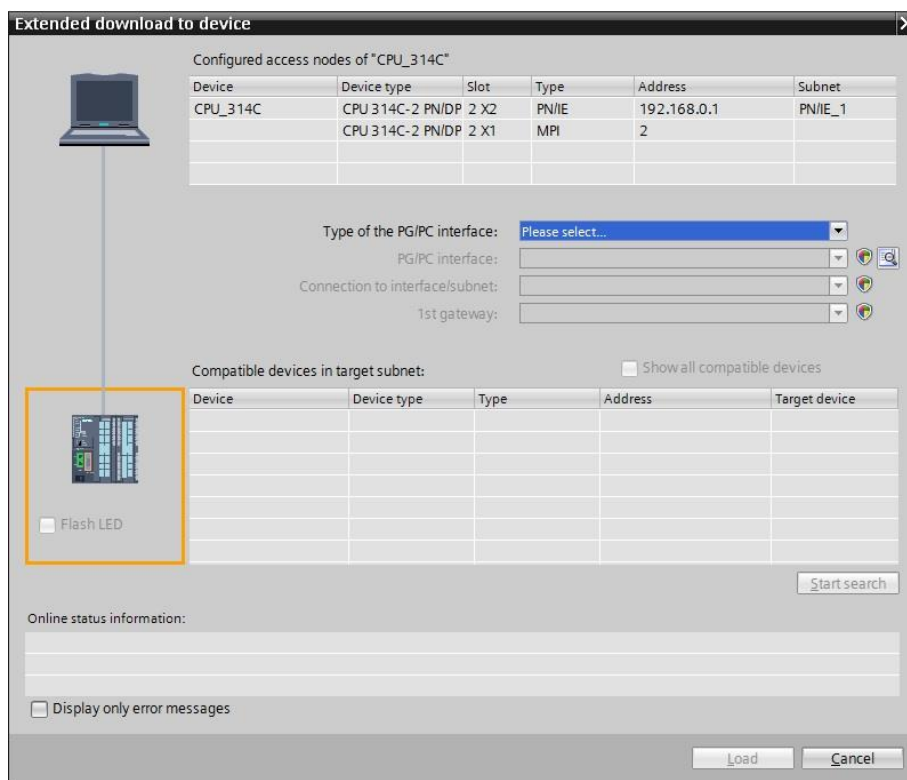 Extended download to device
Configured access nodes of "CPU_314C"
Device Device type Slot Type Address Subnet
CPU_314C CPU 314C-2 PN/DP 2 X2 PN/IE 192.168.0.1 PN/IE_1
CPU 314C-2 PN/DP 2 X1 MPI 2
Type of the PG/PC interface: Please select...
PG/PC interface:
Connection to interface/subnet:
1st gateway:
Compatible devices in target subnet: Show all compatible devices
Device Device type Type Address Target device
Flash LED
Start search
Online status information:
Display only error messages
Load Cancel